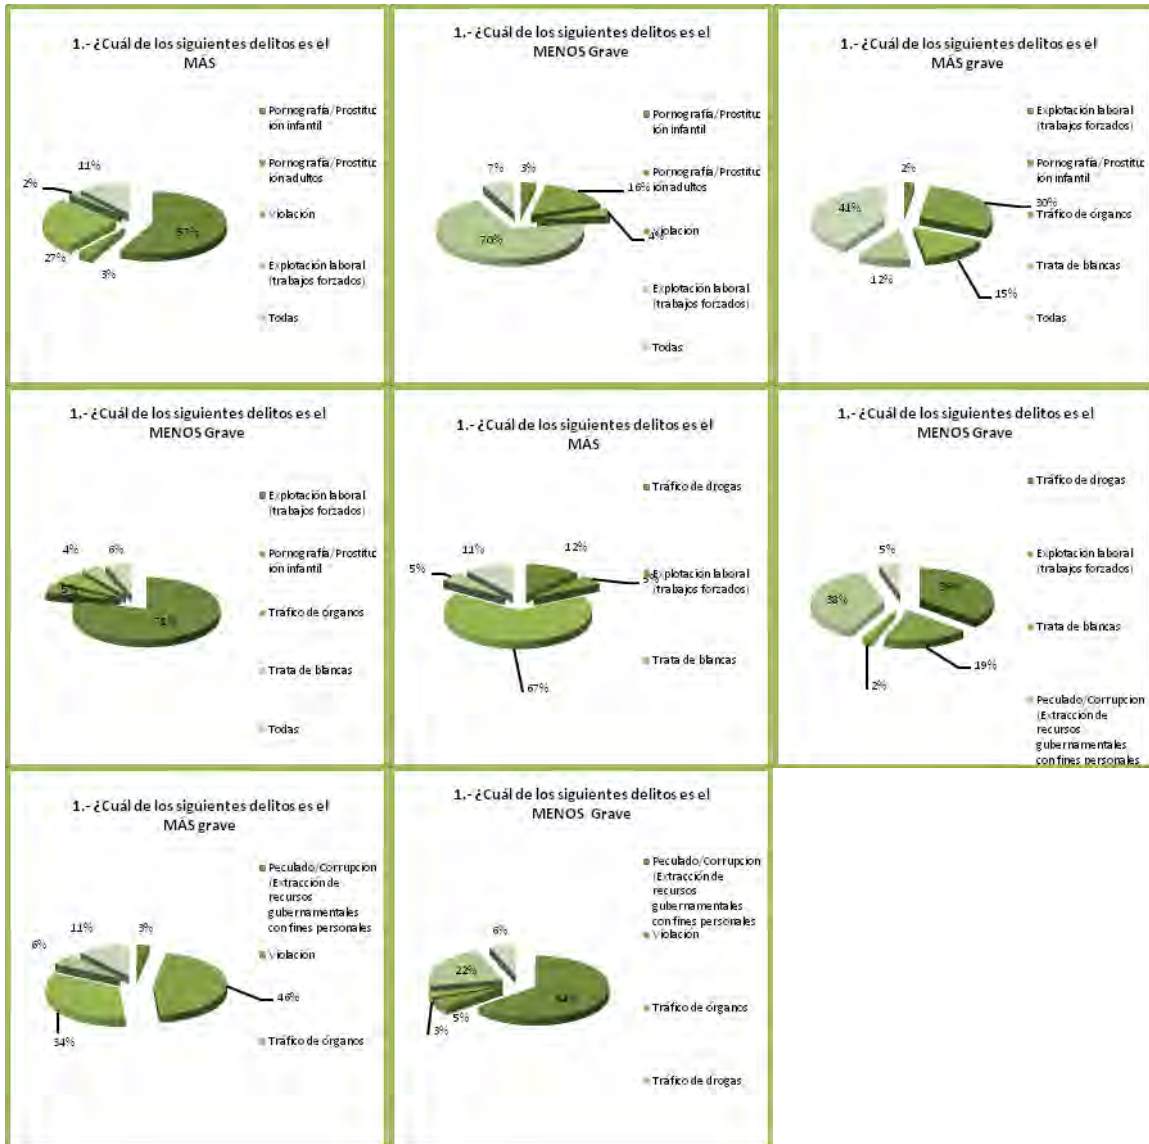 1.- ¿Cuál de los siguientes delitos es el
MÁS
Pornografía/Prostituc
ión infantil
Pornografía/Prostituc
ión adultos
Violación
Explotación laboral
(trabajos forzados)
Todas
11%
2%
27%
3%
57%
1.- ¿Cuál de los siguientes delitos es el
MENOS Grave
Pornografía/Prostituc
ión infantil
Pornografía/Prostituc
ión adultos
Violación
Explotación laboral
(trabajos forzados)
Todas
7%
3%
16%
4%
70%
1.- ¿Cuál de los siguientes delitos es el
MÁS grave
Explotación laboral
(trabajos forzados)
Pornografía/Prostituc
ión infantil
Tráfico de órganos
Trata de blancas
Todas
2%
30%
41%
12%
15%
1.- ¿Cuál de los siguientes delitos es el
MENOS Grave
Explotación laboral
(trabajos forzados)
Pornografía/Prostituc
ión infantil
Tráfico de órganos
Trata de blancas
Todas
4%
6%
1.- ¿Cuál de los siguientes delitos es el
MÁS
Tráfico de drogas
Explotación laboral
(trabajos forzados)
Trata de blancas
11%
12%
5%
67%
1.- ¿Cuál de los siguientes delitos es el
MENOS Grave
Tráfico de drogas
Explotación laboral
(trabajos forzados)
Trata de blancas
Peculado/Corrupcion
(Extracción de
recursos
gubernamentales
con fines personales
5%
38%
19%
2%
1.- ¿Cuál de los siguientes delitos es el
MÁS grave
Peculado/Corrupcion
(Extracción de
recursos
gubernamentales
con fines personales
Violación
Tráfico de órganos
3%
11%
6%
46%
34%
1.- ¿Cuál de los siguientes delitos es el
MENOS Grave
Peculado/Corrupcion
(Extracción de
recursos
gubernamentales
con fines personales
Violación
Tráfico de órganos
Tráfico de drogas
6%
22%
5%
3%